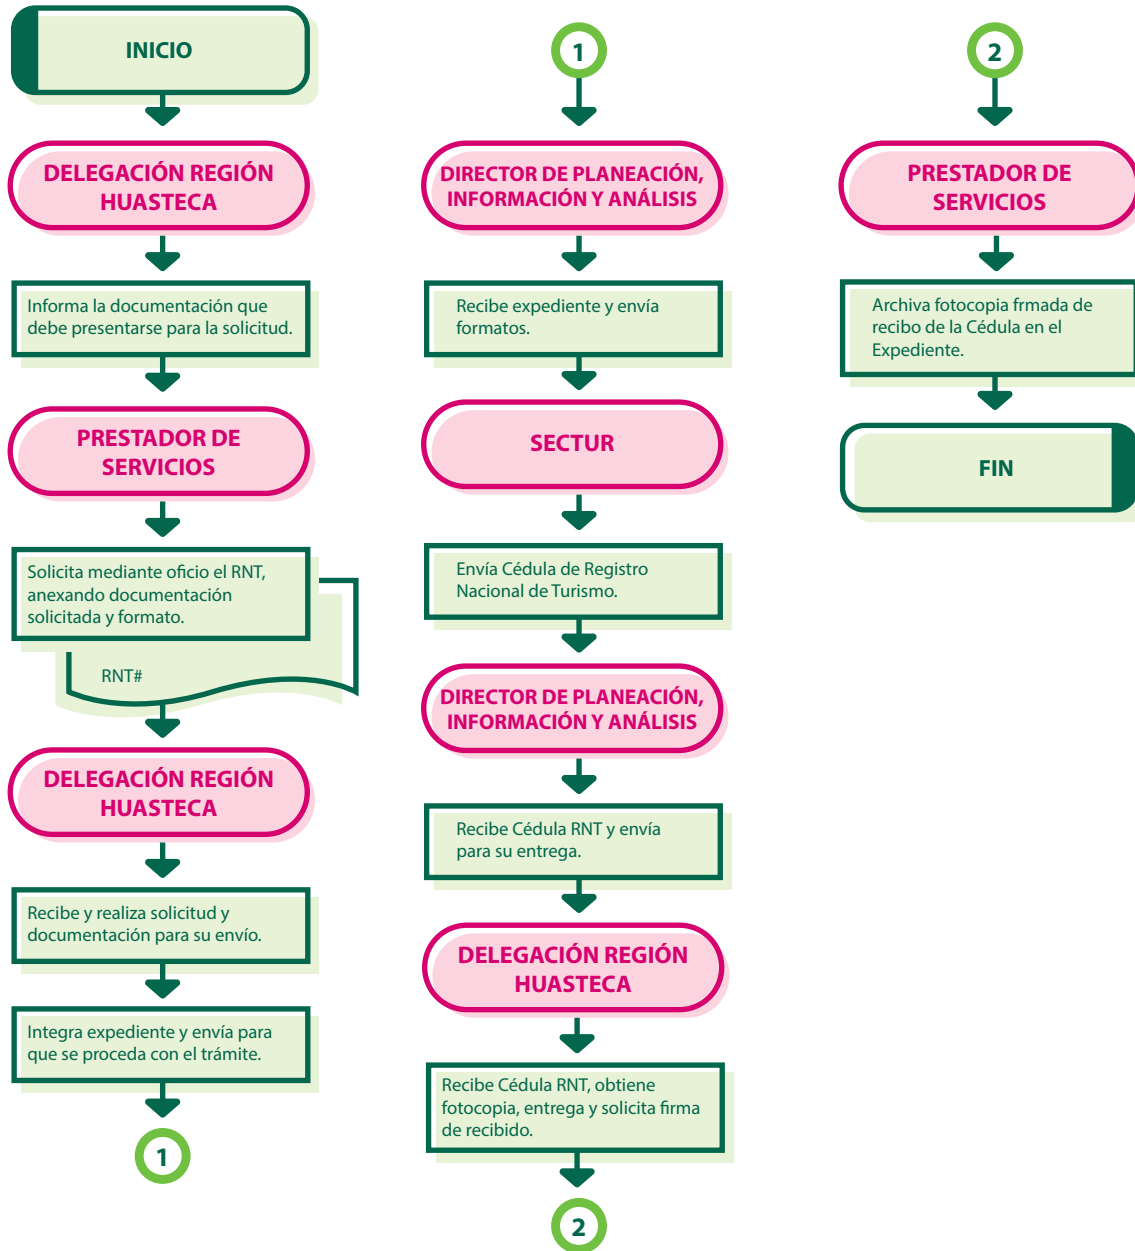 INICIO
DELEGACIÓN REGIÓN
HUASTECA
Informa la documentación que
debe presentarse para la solicitud.
PRESTADOR DE
SERVICIOS
Solicita mediante oficio el RNT,
anexando documentación
solicitada y formato.
RNT#
DELEGACIÓN REGIÓN
HUASTECA
Recibe y realiza solicitud y
documentación para su envío.
Integra expediente y envía para
que se proceda con el trámite.
1
1
DIRECTOR DE PLANEACIÓN,
INFORMACIÓN Y ANÁLISIS
Recibe expediente y envía
formatos.
SECTUR
Envía Cédula de Registro
Nacional de Turismo.
DIRECTOR DE PLANEACIÓN,
INFORMACIÓN Y ANÁLISIS
Recibe Cédula RNT y envía
para su entrega.
DELEGACIÓN REGIÓN
HUASTECA
Recibe Cédula RNT, obtiene
fotocopia, entrega y solicita firma
de recibido.
2
2
PRESTADOR DE
SERVICIOS
Archiva fotocopia frmada de
recibo de la Cédula en el
Expediente.
FIN